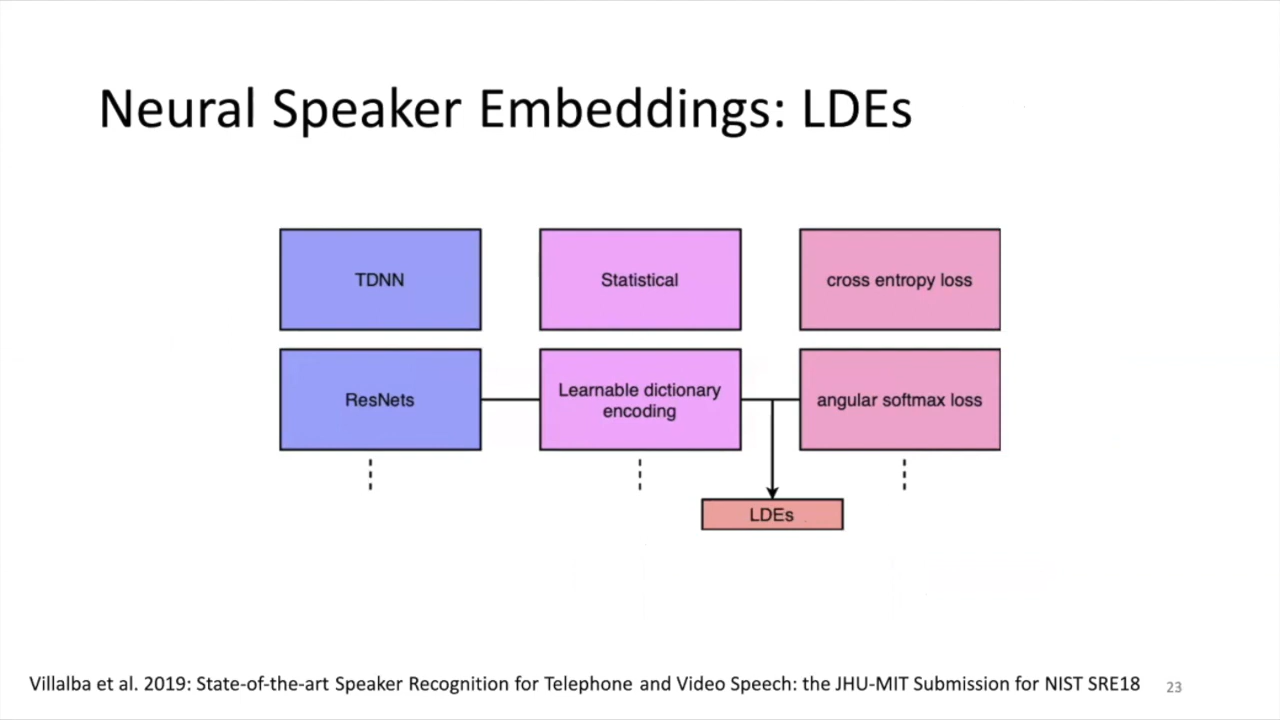 Neural Speaker Embeddings: LDEs
TDNN
Statistical
cross entropy loss
ResNets
Learnable dictionary
encoding
angular softmax loss
LDEs
Villalba et al. 2019: State-of-the-art Speaker Recognition for Telephone and Video Speech: the JHU-MIT Submission for NIST SRE18
23